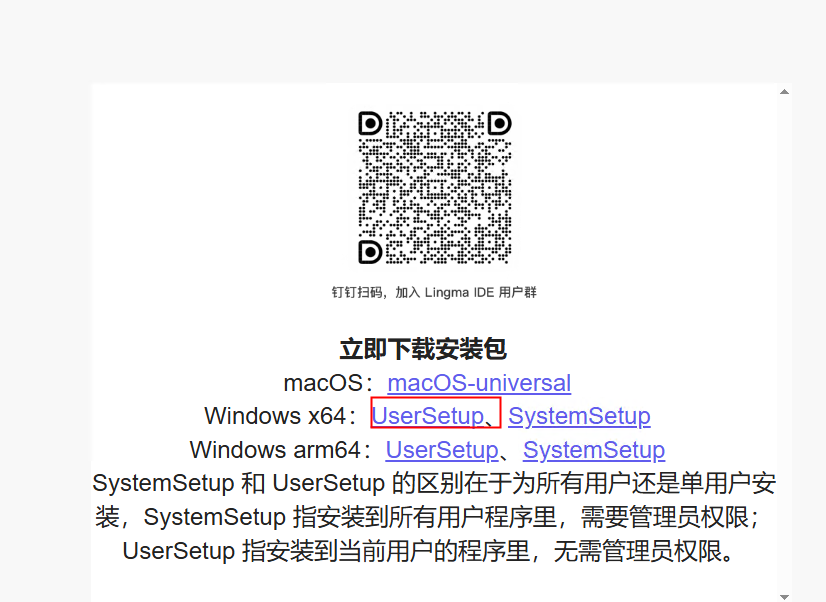 钉钉扫码，加入 Lingma IDE 用户群
立即下载安装包
macOS：macOS-universal
Windows x64：UserSetup、SystemSetup
Windows arm64：UserSetup、SystemSetup
SystemSetup 和 UserSetup 的区别在于为所有用户还是单用户安
装，SystemSetup 指安装到所有用户程序里，需要管理员权限；
UserSetup 指安装到当前用户的程序里，无需管理员权限。